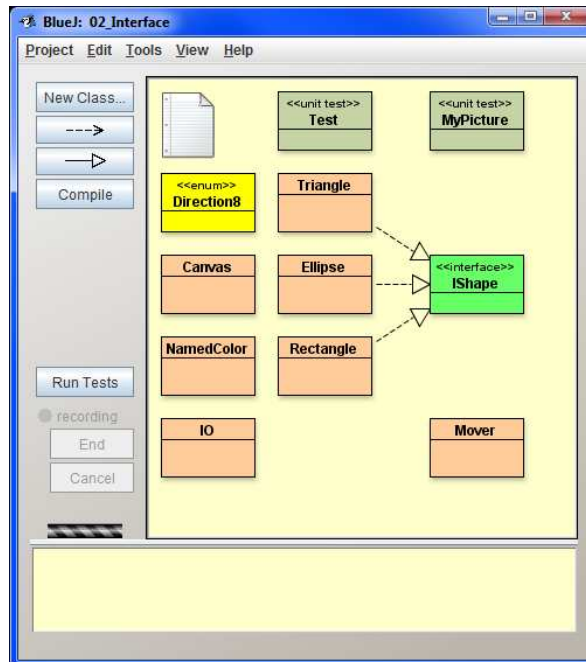 BlueJ: 02_Interface
Project Edit Tools View Help
New Class...
Compile
Run Tests
recording
End
Cancel
<<unit test>>
Test
<<unit test>>
MyPicture
<<enum>>
Direction8
Triangle
Canvas
Ellipse
<<interface>>
IShape
NamedColor
Rectangle
IO
Mover